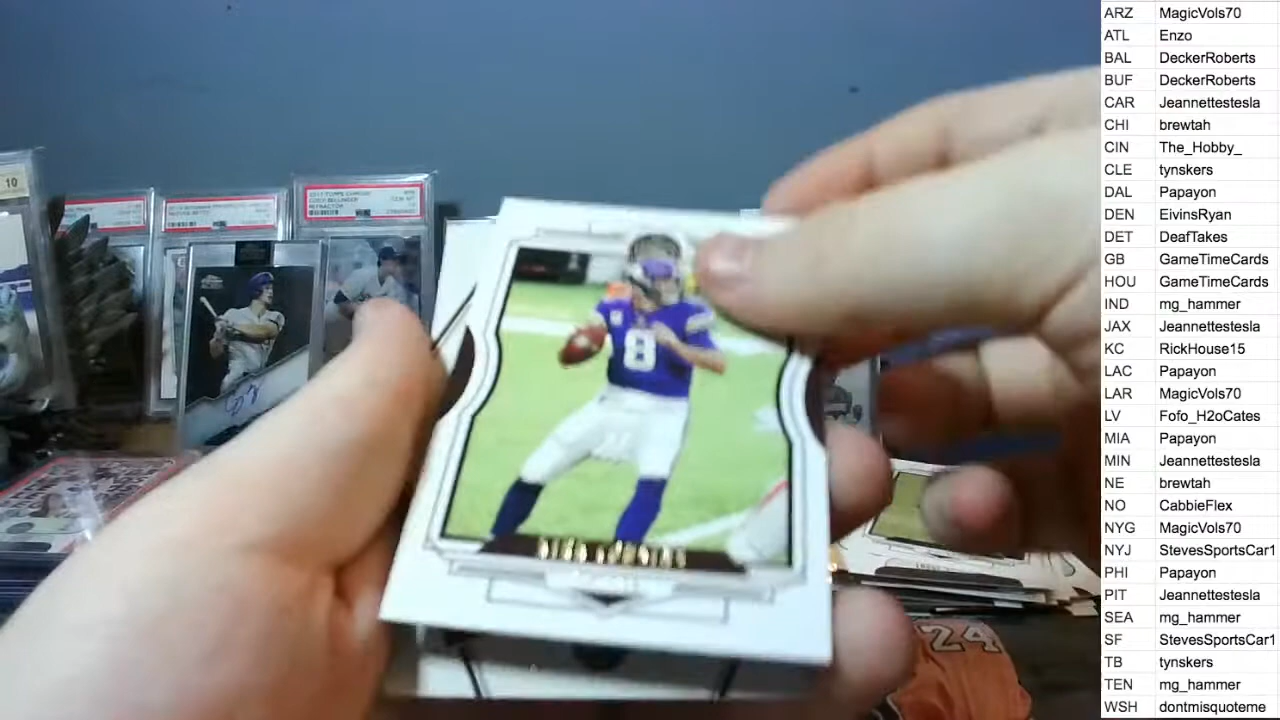 ARZ MagicVols70
ATL Enzo
BAL DeckerRoberts
BUF DeckerRoberts
CAR Jeannettestesla
CHI brewtah
CIN The_Hobby_
CLE tynskers
DAL Papayon
DEN EivinsRyan
DET DeafTakes
GB GameTimeCards
HOU GameTimeCards
IND mg_hammer
JAX Jeannettestesla
KC RickHouse15
LAC Papayon
LAR MagicVols70
LV Fofo_H2oCates
MIA Papayon
MIN Jeannettestesla
NE brewtah
NO CabbieFlex
NYG MagicVols70
NYJ StevesSportsCar1
PHI Papayon
PIT Jeannettestesla
SEA mg_hammer
SF StevesSportsCar1
TB tynskers
TEN mg_hammer
WSH dontmisquoteme
10
8
24